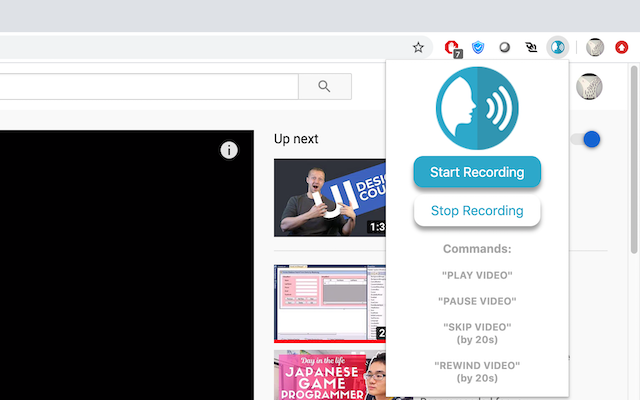 7
Up next
Start Recording
Stop Recording
Commands:
"PLAY VIDEO"
"PAUSE VIDEO"
"SKIP VIDEO"
(by 20s)
"REWIND VIDEO"
(by 20s)
U
DESIG
COU
1:3
2
Day in the life
JAPANESE
GAME
PROGRAMMER